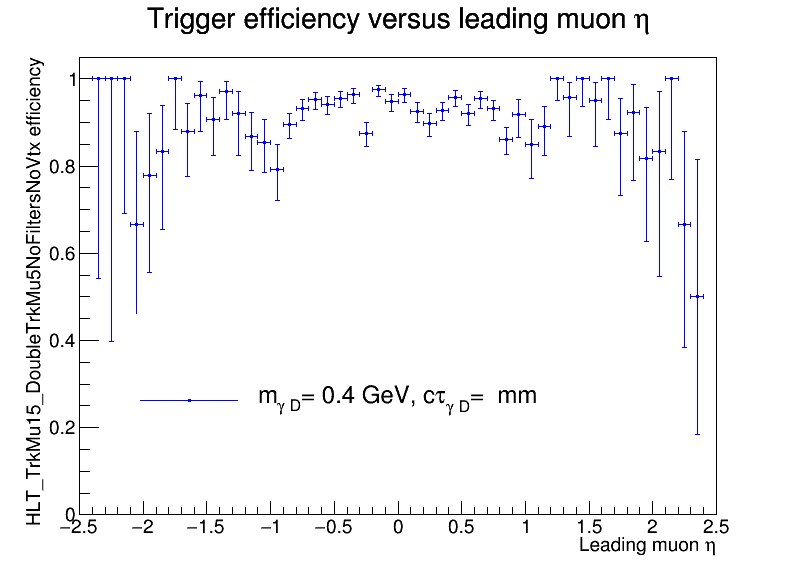 Trigger efficiency versus leading muon η
HLT_TrkMu15_DoubleTrkMu5NoFiltersNoVtx efficiency
1
0.8
0.6
0.4
0.2
0
mγ D= 0.4 GeV, cτγ D=  mm
−2.5 −2 −1.5 −1 −0.5 0 0.5 1 1.5 2 2.5
Leading muon η